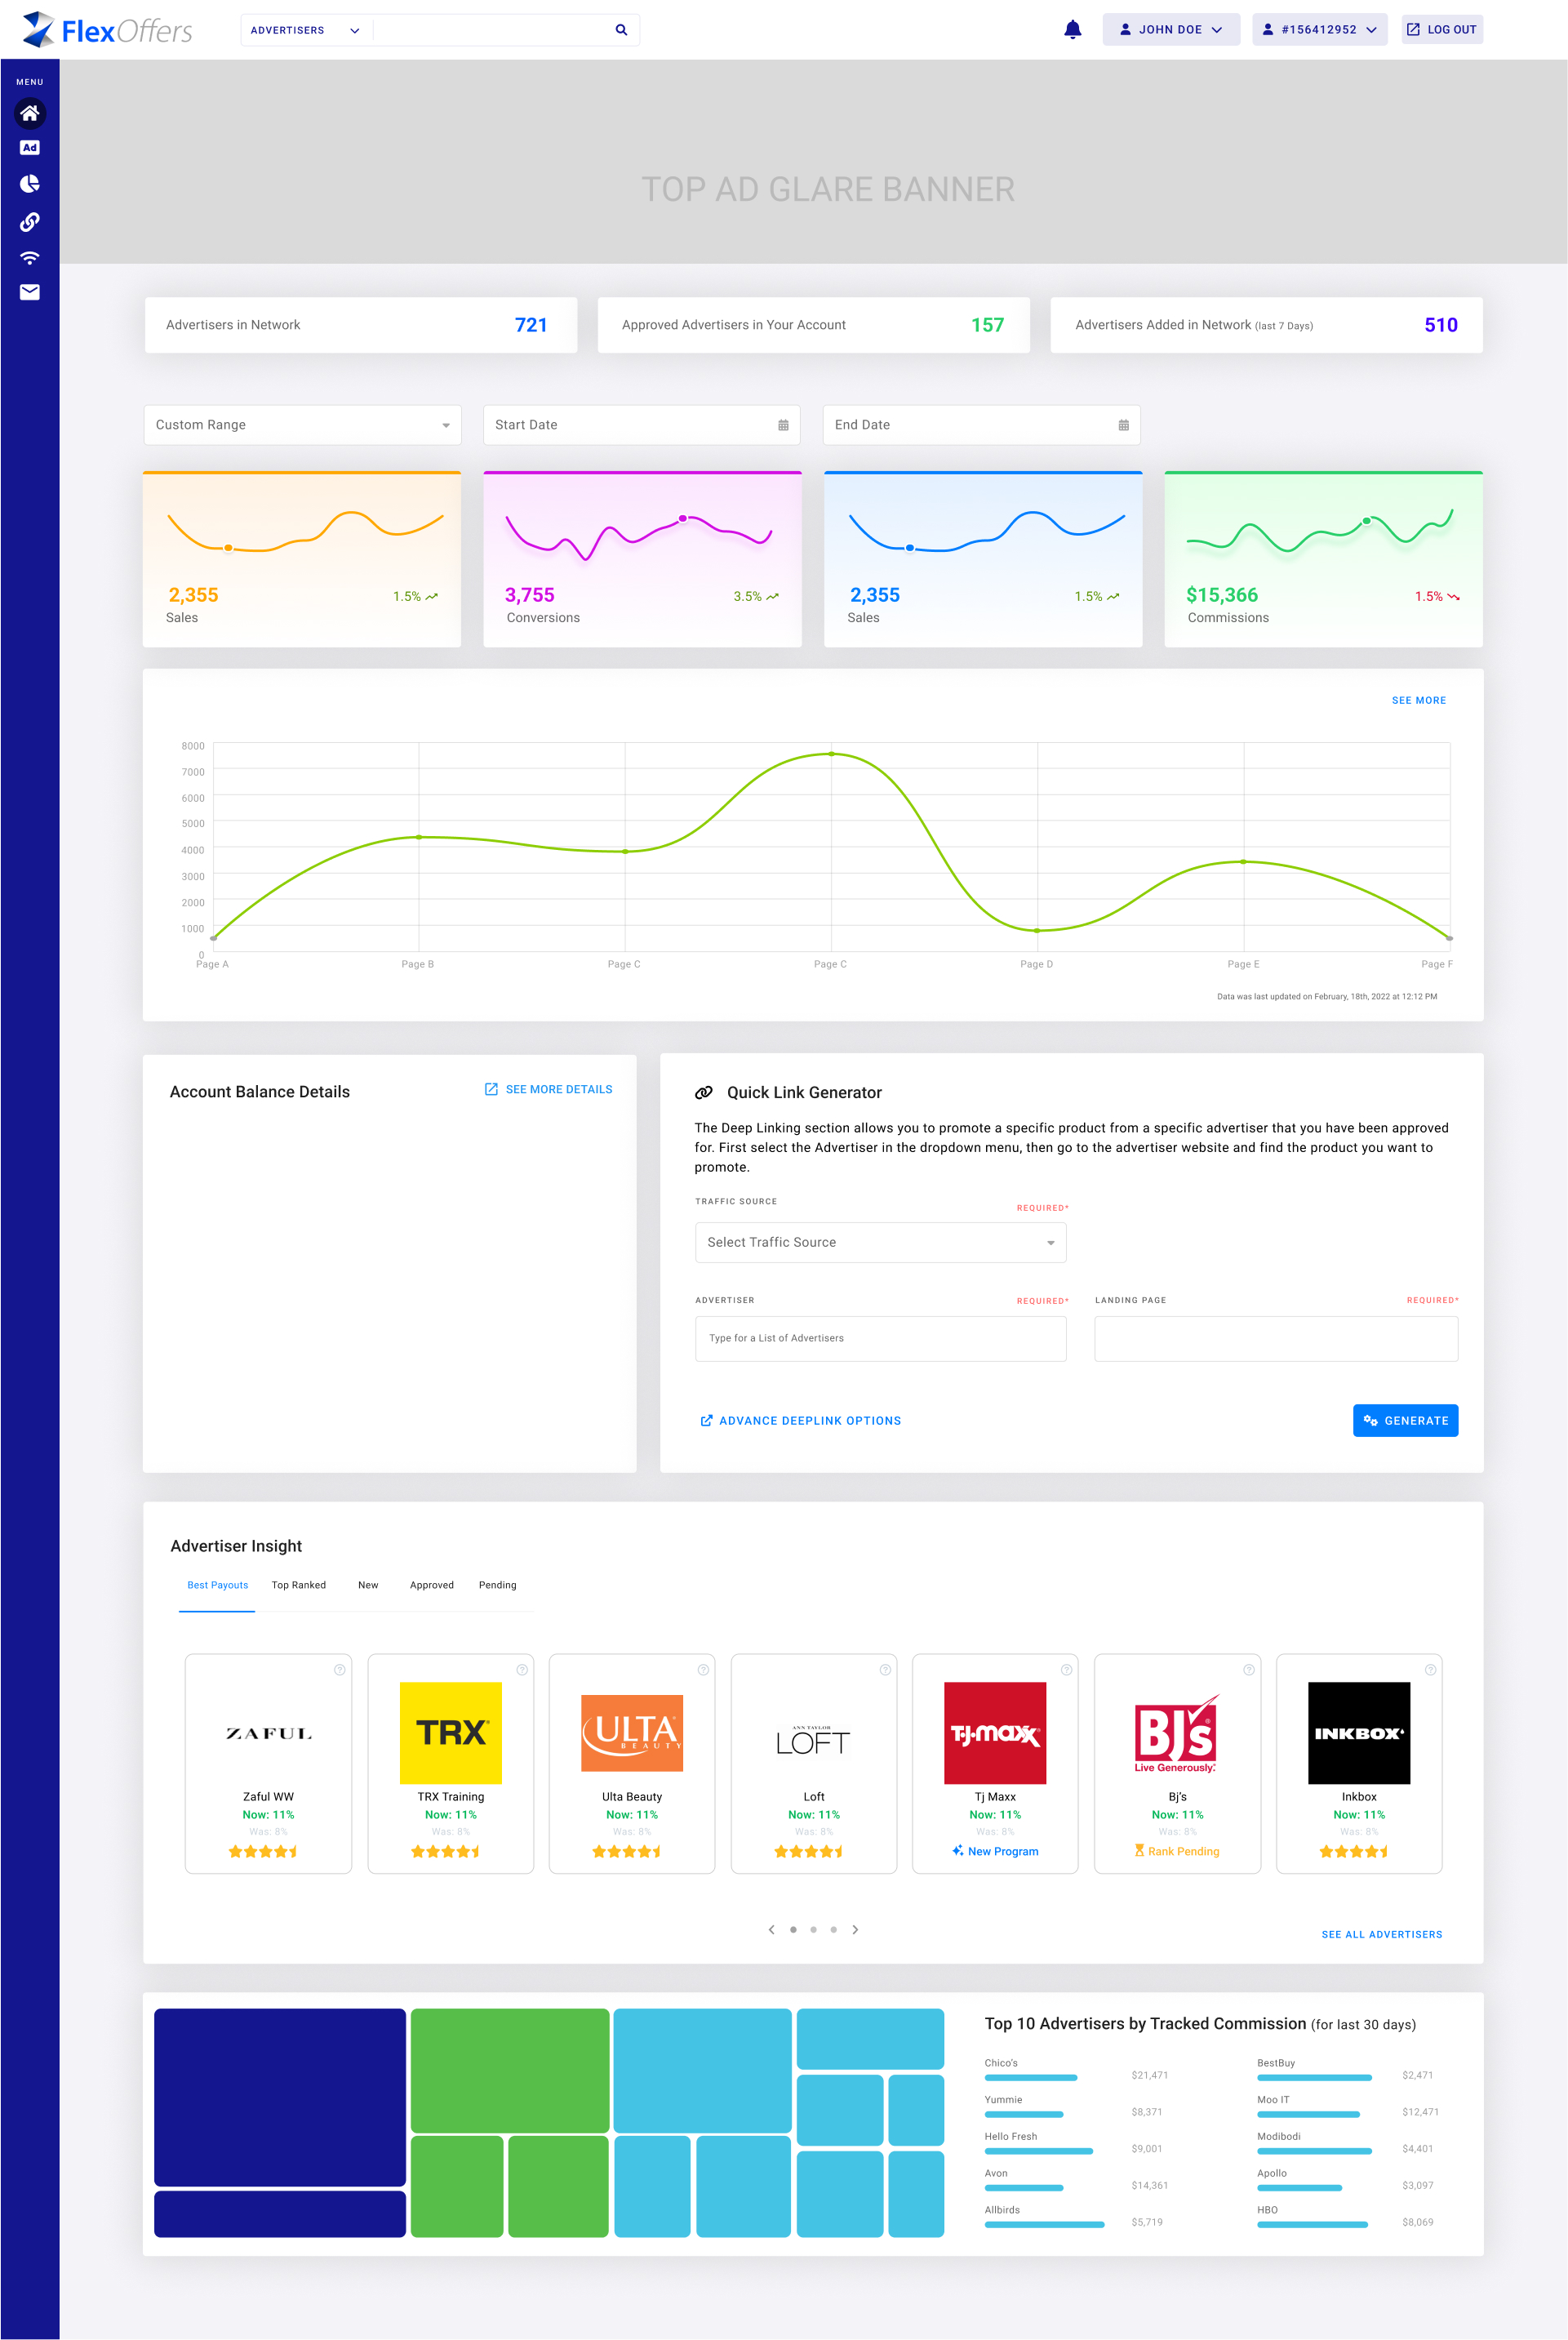 FlexOffers
ADVERTISERS
JOHN DOE
#156412952
LOG OUT
MENU
Ad
TOP AD GLARE BANNER
Advertisers in Network 721
Approved Advertisers in Your Account 157
Advertisers Added in Network (last 7 Days) 510
Custom Range
Start Date
End Date
2,355 1.5%
Sales
3,755 3.5%
Conversions
2,355 1.5%
Sales
$15,366 1.5%
Commissions
SEE MORE
8000
7000
6000
5000
4000
3000
2000
1000
0
Page A Page B Page C Page C Page D Page E Page F
Data was last updated on February, 18th, 2022 at 12:12 PM
Account Balance Details
SEE MORE DETAILS
Quick Link Generator
The Deep Linking section allows you to promote a specific product from a specific advertiser that you have been approved
for. First select the Advertiser in the dropdown menu, then go to the advertiser website and find the product you want to
promote.
TRAFFIC SOURCE REQUIRED*
Select Traffic Source
ADVERTISER REQUIRED*
Type for a List of Advertisers
LANDING PAGE REQUIRED*
ADVANCE DEEPLINK OPTIONS
GENERATE
Advertiser Insight
Best Payouts Top Ranked New Approved Pending
ZAFUL
Zaful WW
Now: 11%
Was: 8%
TRX
TRX Training
Now: 11%
Was: 8%
ULTA
BEAUTY
Ulta Beauty
Now: 11%
Was: 8%
ANN TAYLOR
LOFT
Loft
Now: 11%
Was: 8%
T·J·maxx®
Tj Maxx
Now: 11%
Was: 8%
New Program
BJ's®
Live Generously®
Bj's
Now: 11%
Was: 8%
Rank Pending
INKBOX
Inkbox
Now: 11%
Was: 8%
SEE ALL ADVERTISERS
Top 10 Advertisers by Tracked Commission (for last 30 days)
Chico's
$21,471
Yummie
$8,371
Hello Fresh
$9,001
Avon
$14,361
Allbirds
$5,719
BestBuy
$2,471
Moo IT
$12,471
Modibodi
$4,401
Apollo
$3,097
HBO
$8,069